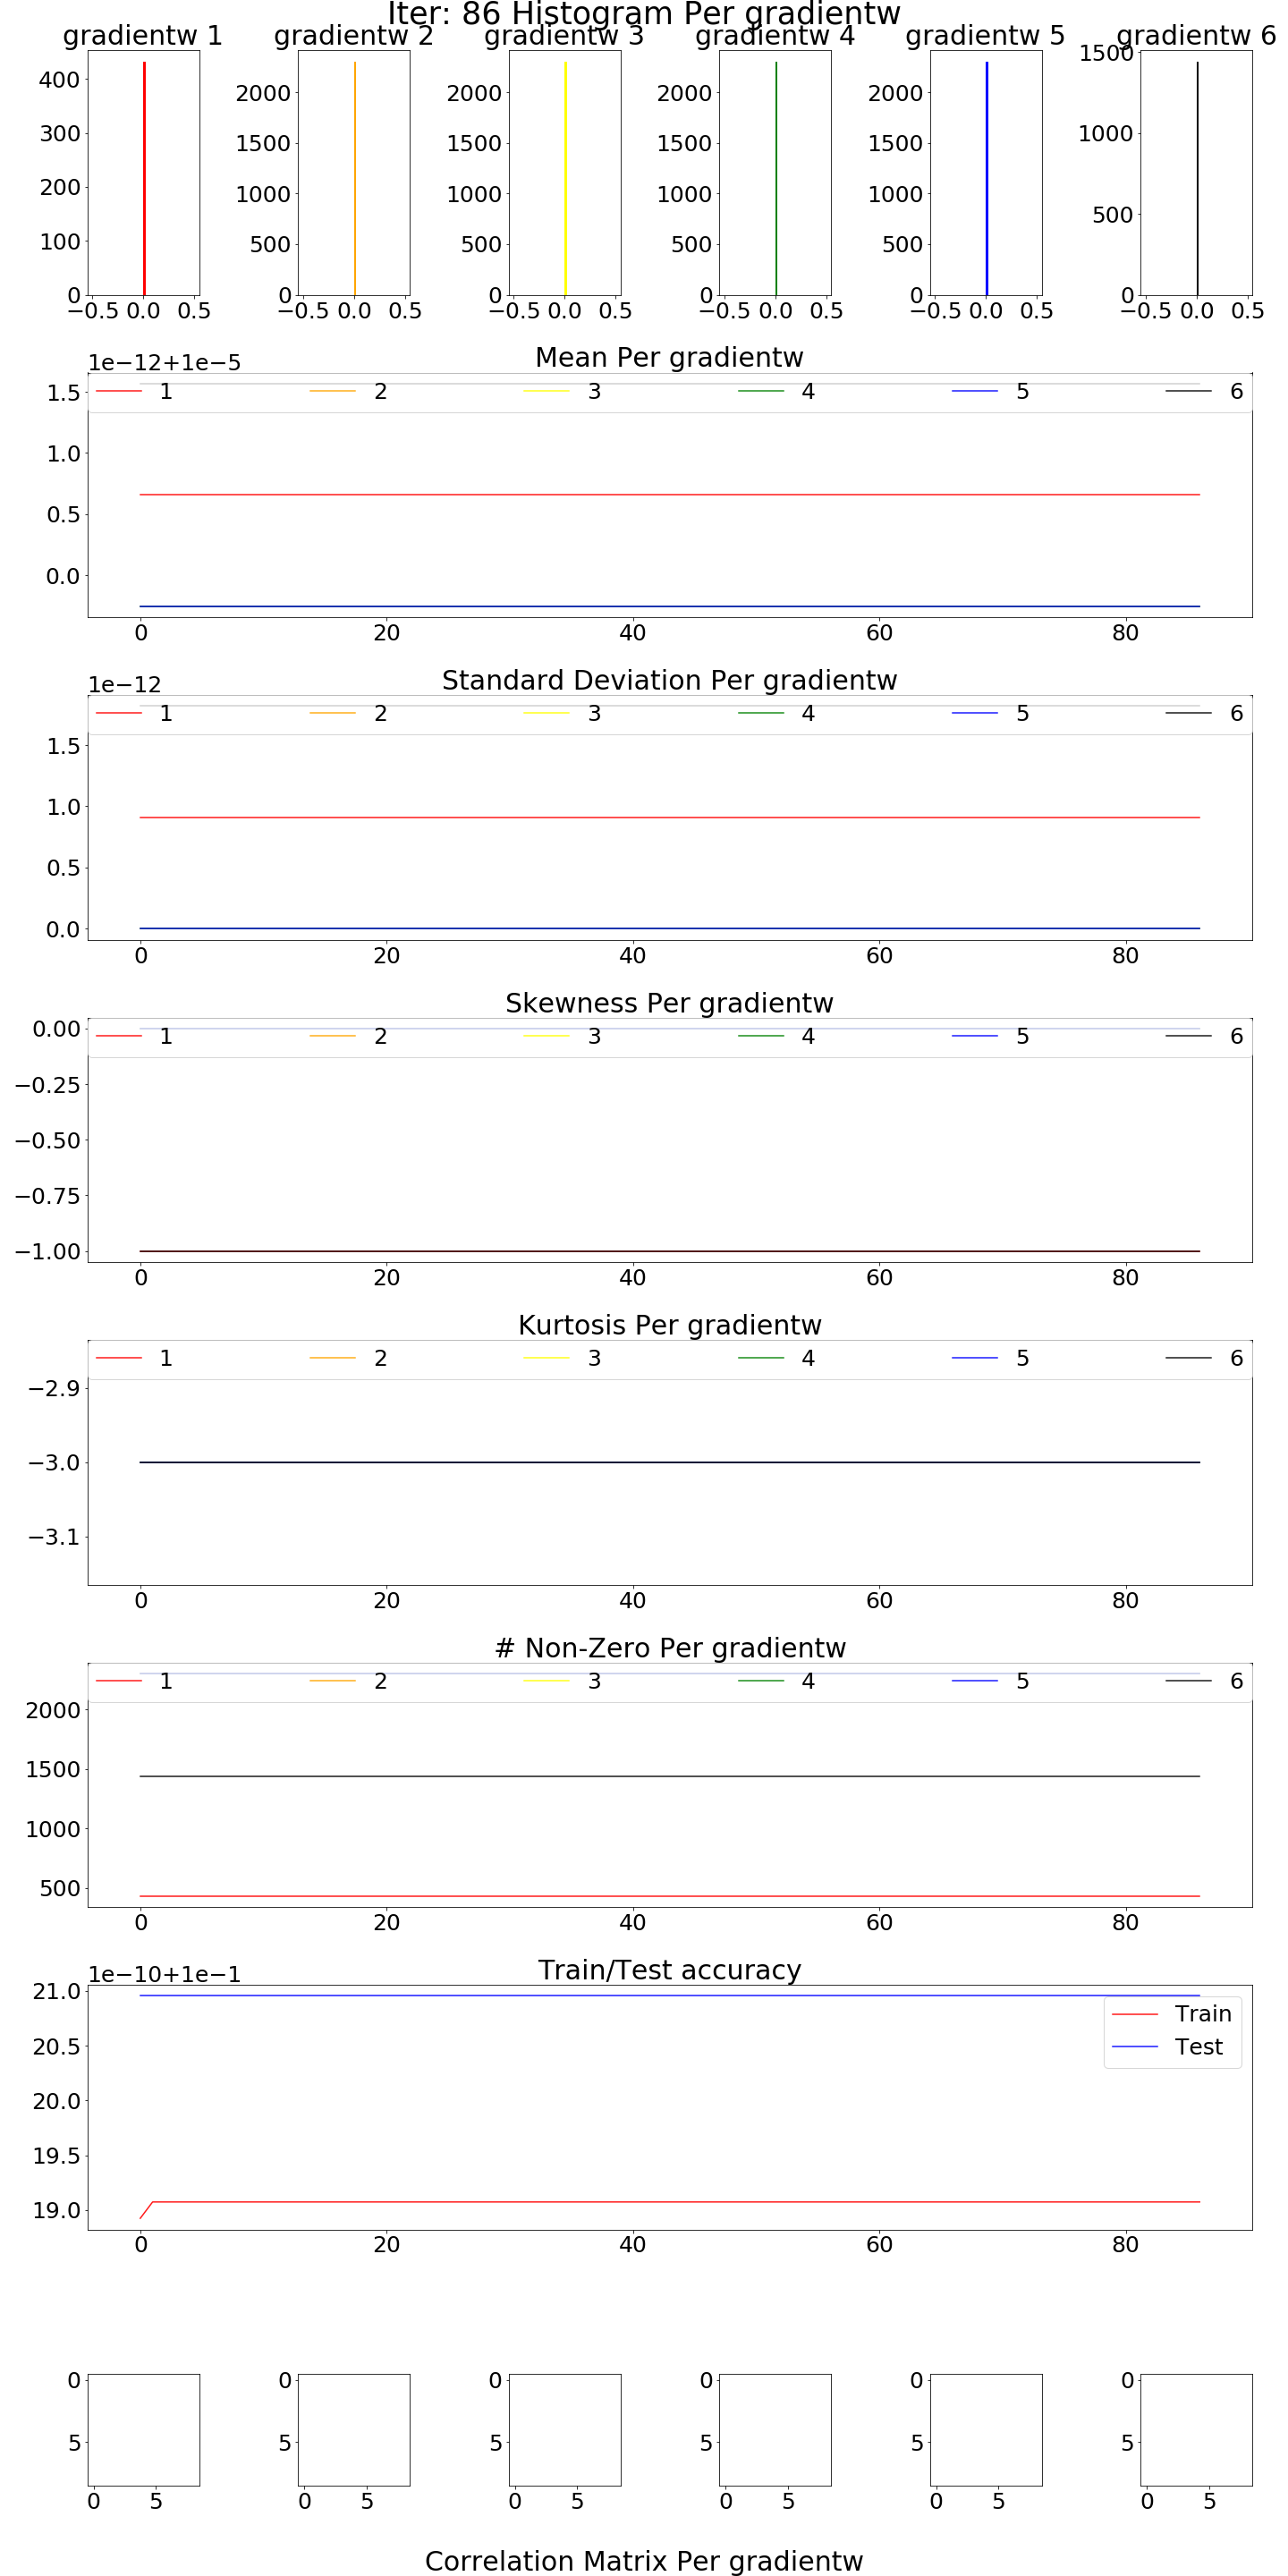 Iter: 86 Histogram Per gradientw
gradientw 1 gradientw 2 gradientw 3 gradientw 4 gradientw 5 gradientw 6
400 300 200 100 0
−0.5 0.0 0.5
2000 1500 1000 500 0
−0.5 0.0 0.5
2000 1500 1000 500 0
−0.5 0.0 0.5
2000 1500 1000 500 0
−0.5 0.0 0.5
2000 1500 1000 500 0
−0.5 0.0 0.5
1500 1000 500 0
−0.5 0.0 0.5
Mean Per gradientw
1e−12+1e−5
1 2 3 4 5 6
1.5
1.0
0.5
0.0
0 20 40 60 80
Standard Deviation Per gradientw
1e−12
1 2 3 4 5 6
1.5
1.0
0.5
0.0
0 20 40 60 80
Skewness Per gradientw
1 2 3 4 5 6
0.00
−0.25
−0.50
−0.75
−1.00
0 20 40 60 80
Kurtosis Per gradientw
1 2 3 4 5 6
−2.9
−3.0
−3.1
0 20 40 60 80
# Non-Zero Per gradientw
1 2 3 4 5 6
2000
1500
1000
500
0 20 40 60 80
Train/Test accuracy
1e−10+1e−1
21.0
20.5
20.0
19.5
19.0
Train
Test
0 20 40 60 80
0 0 0 0 0 0
5 5 5 5 5 5
0 5 0 5 0 5 0 5 0 5 0 5
Correlation Matrix Per gradientw